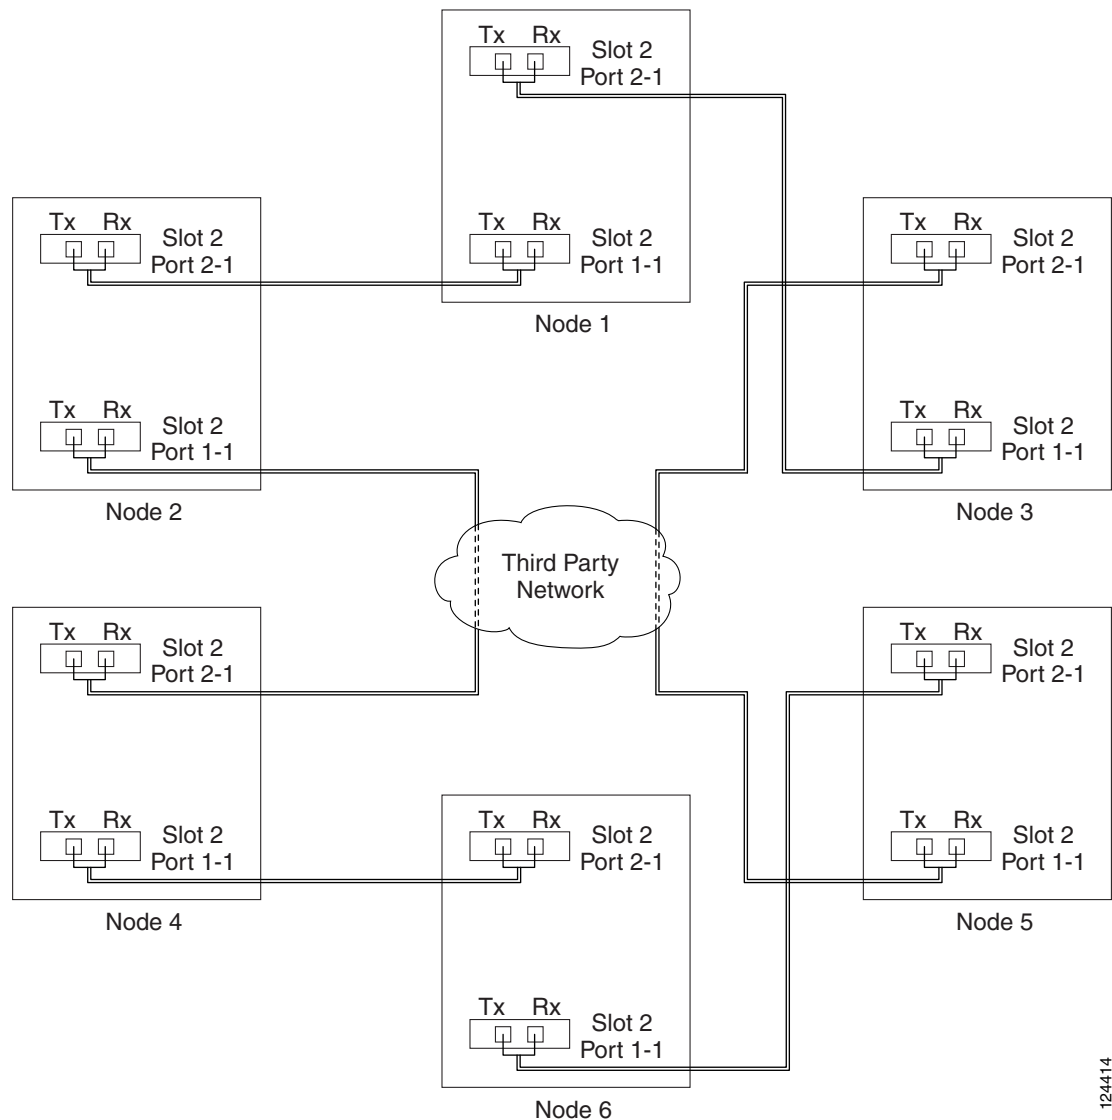 Tx Rx
Slot 2
Port 2-1
Tx Rx
Slot 2
Port 1-1
Node 1
Tx Rx
Slot 2
Port 2-1
Tx Rx
Slot 2
Port 1-1
Node 2
Tx Rx
Slot 2
Port 2-1
Tx Rx
Slot 2
Port 1-1
Node 3
Third Party
Network
Tx Rx
Slot 2
Port 2-1
Tx Rx
Slot 2
Port 1-1
Node 4
Tx Rx
Slot 2
Port 2-1
Tx Rx
Slot 2
Port 1-1
Node 5
Tx Rx
Slot 2
Port 2-1
Tx Rx
Slot 2
Port 1-1
Node 6
124414